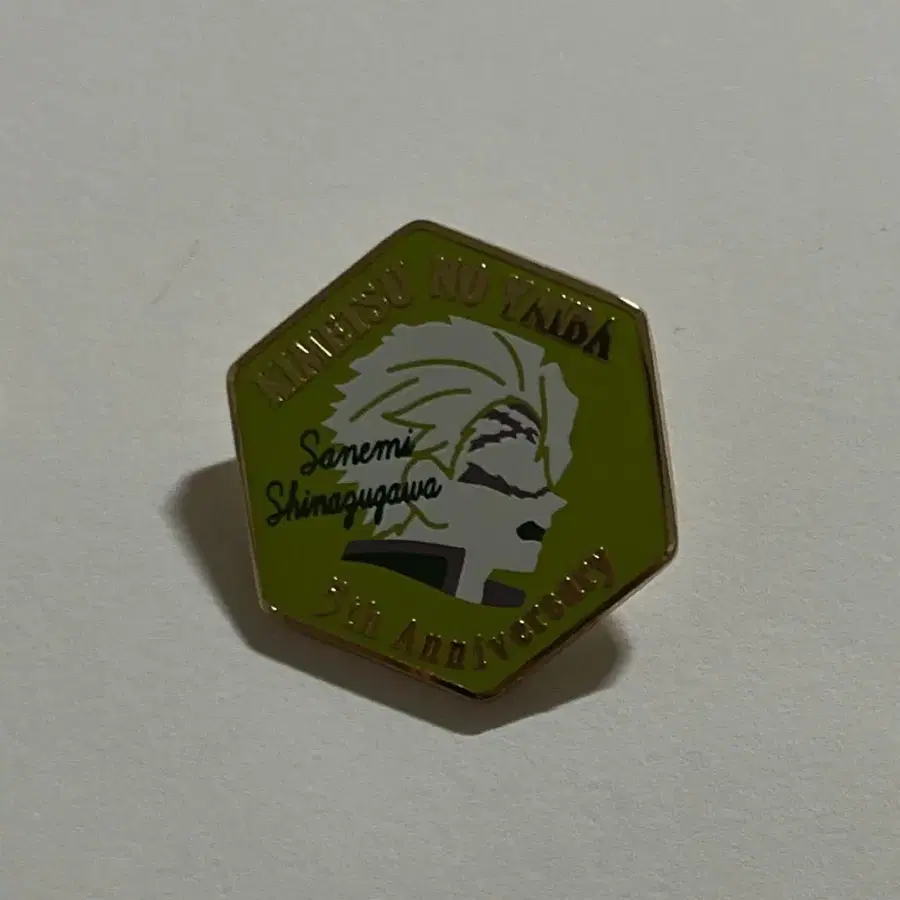 KIMETSU NO YAIBA
Sanemi
Shinazugawa
5th Anniversary